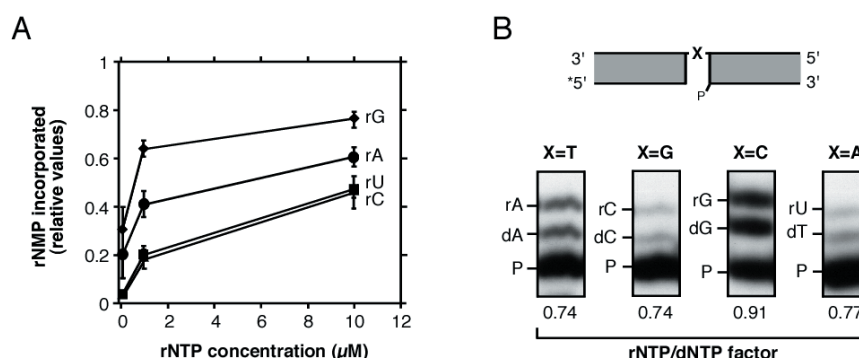 A
rNMP incorporated
(relative values)
1
0.8
0.6
0.4
0.2
0
0 2 4 6 8 10 12
rG
rA
rU
rC
rNTP concentration (µM)
B
3' X 5'
*5' 3'
P
X=T X=G X=C X=A
rA rC rG rU
dA dC dG dT
P P P P
0.74 0.74 0.91 0.77
rNTP/dNTP factor